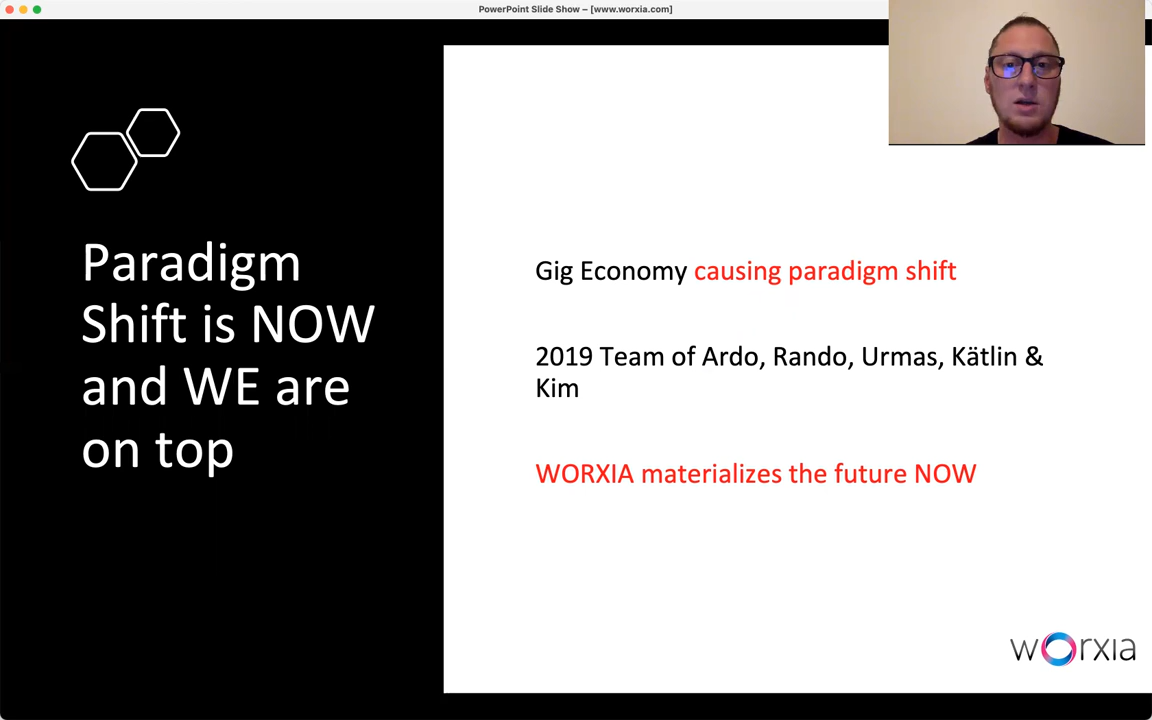 PowerPoint Slide Show – [www.worxia.com]
Paradigm
Shift is NOW
and WE are
on top
Gig Economy causing paradigm shift
2019 Team of Ardo, Rando, Urmas, Kätlin &
Kim
WORXIA materializes the future NOW
worxia